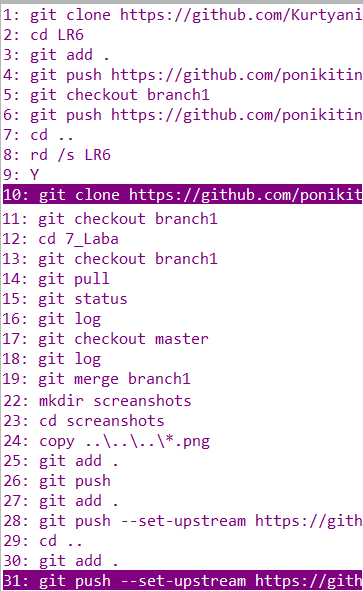 1: git clone https://github.com/Kurtyani
2: cd LR6
3: git add .
4: git push https://github.com/ponikitin
5: git checkout branch1
6: git push https://github.com/ponikitin
7: cd ..
8: rd /s LR6
9: Y
10: git clone https://github.com/ponikit
11: git checkout branch1
12: cd 7_Laba
13: git checkout branch1
14: git pull
15: git status
16: git log
17: git checkout master
18: git log
19: git merge branch1
22: mkdir screanshots
23: cd screanshots
24: copy ..\..\..\*.png
25: git add .
26: git push
27: git add .
28: git push --set-upstream https://gith
29: cd ..
30: git add .
31: git push --set-upstream https://gith